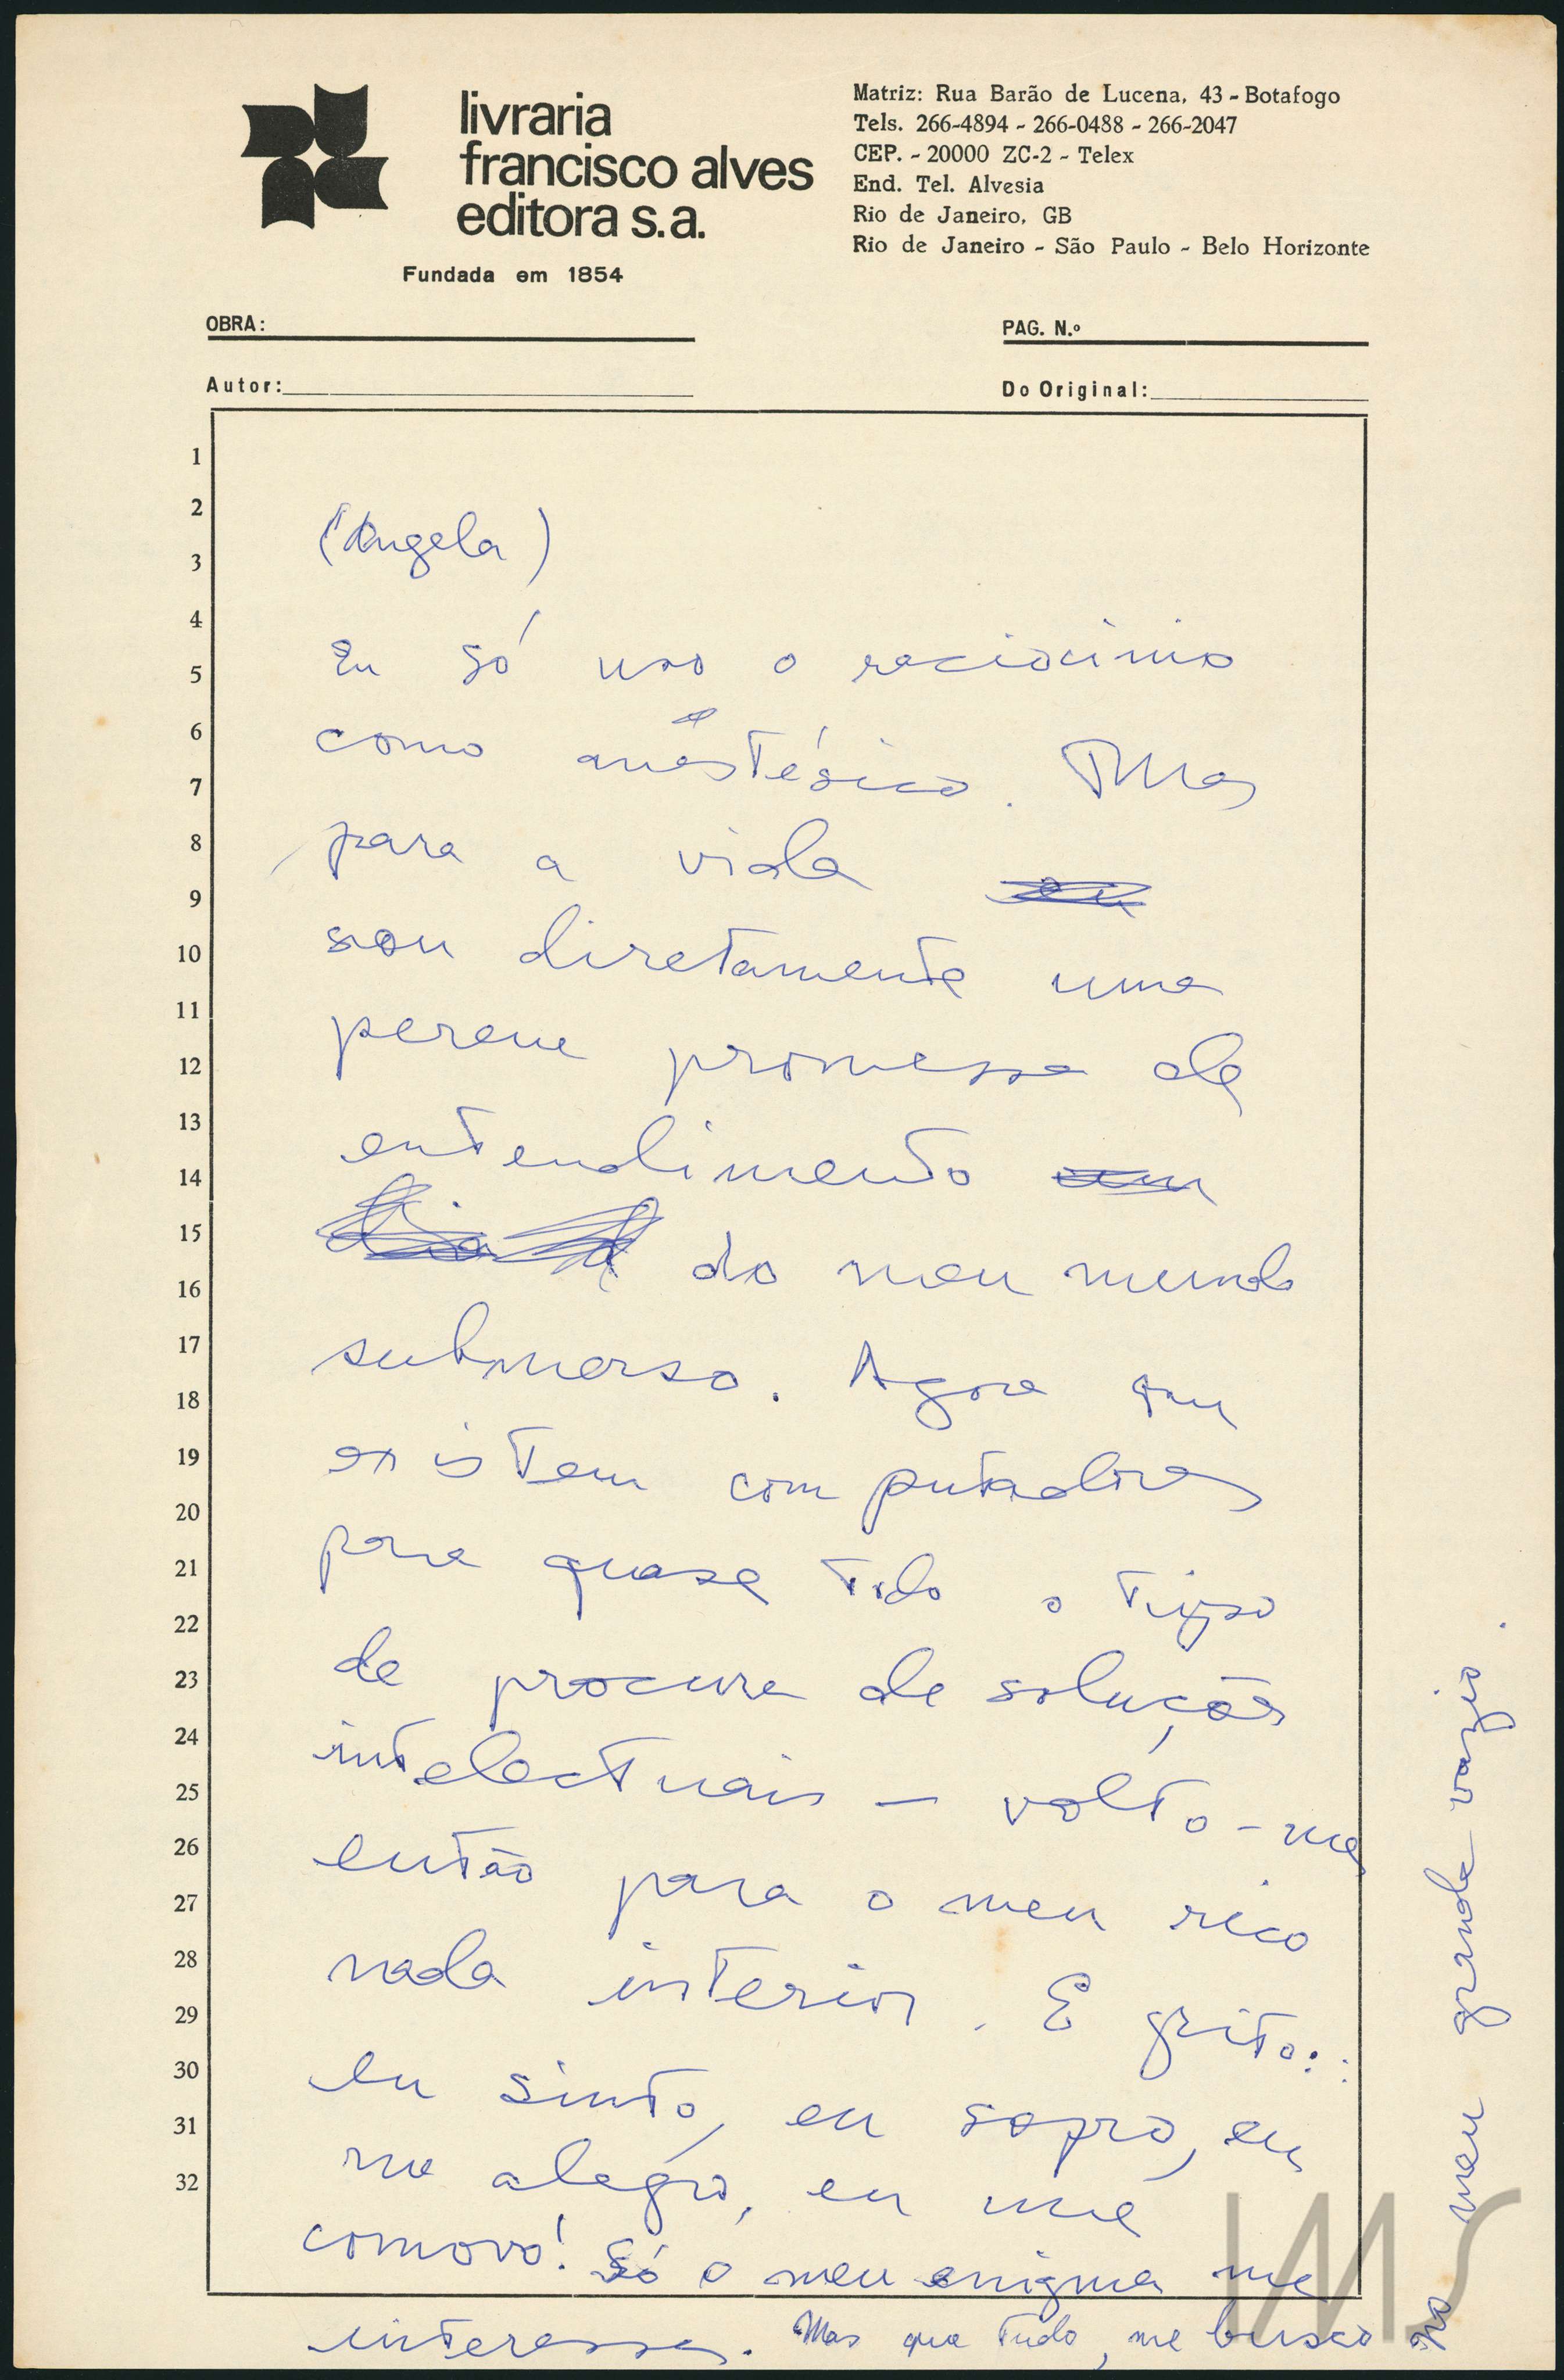 livraria
francisco alves
editora s.a.
Fundada em 1854
Matriz: Rua Barão de Lucena, 43 - Botafogo
Tels. 266-4894 - 266-0488 - 266-2047
CEP. - 20000 ZC-2 - Telex
End. Tel. Alvesia
Rio de Janeiro, GB
Rio de Janeiro - São Paulo - Belo Horizonte
OBRA:
PAG. N.º
Autor:
Do Original:
1
2
3
4
5
6
7
8
9
10
11
12
13
14
15
16
17
18
19
20
21
22
23
24
25
26
27
28
29
30
31
32
(Angela)
Eu só uso o raciocinio
como anestésico. Mas
para a vida
sou diretamente uma
perene promessa de
entendimento
do meu mundo
submerso. Agora que
existem computadores
para quase todo o tipo
de procura de soluções
intelectuais — volto-me
então para o meu rico
nada interior. E grito:
eu sinto, eu sopro, eu
me alegro, eu me
comovo! Só o meu enigma me
interessa. Mas que tudo, me busco
no meu grande vazio.
IMS